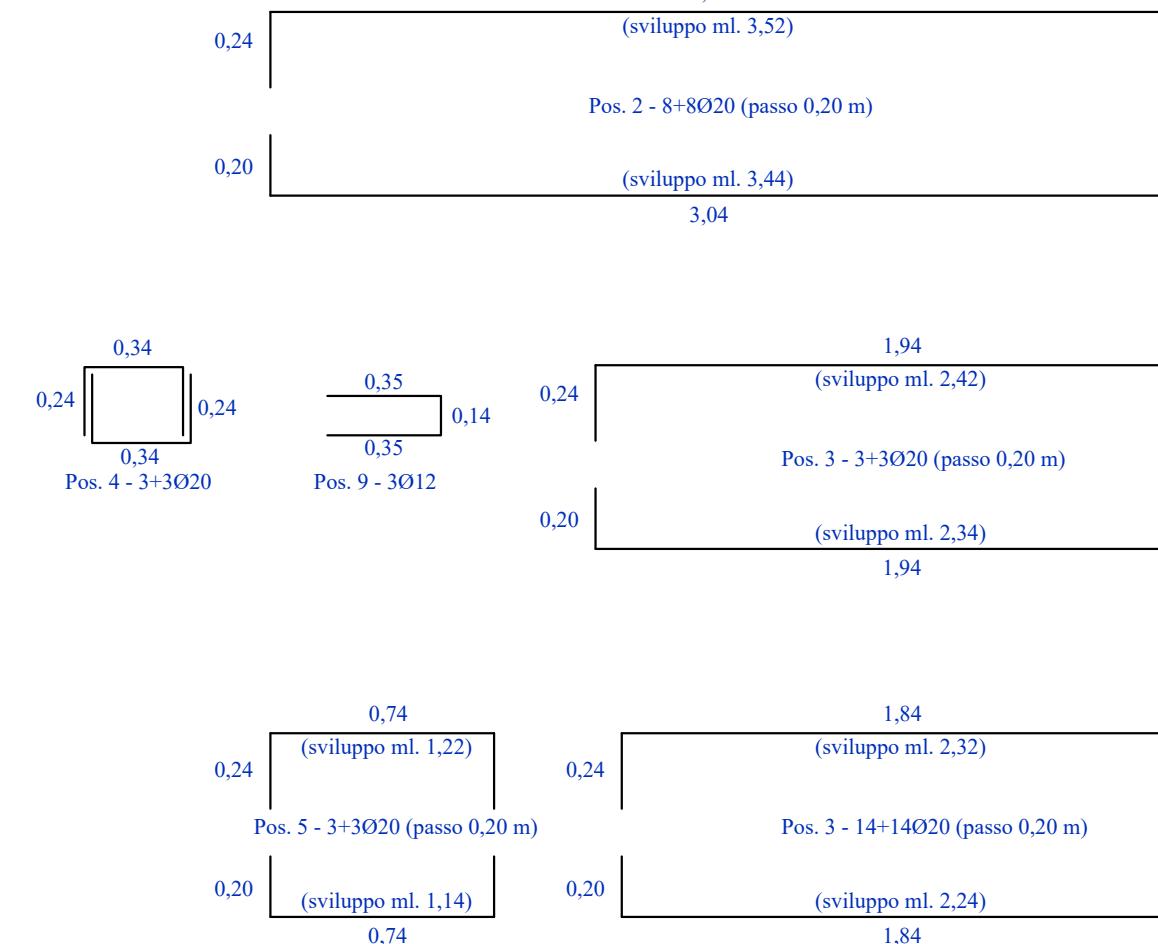 0,24
(sviluppo ml. 3,52)
Pos. 2 - 8+8Ø20 (passo 0,20 m)
0,20
(sviluppo ml. 3,44)
3,04
0,34
0,24
0,24
0,34
Pos. 4 - 3+3Ø20
0,35
0,14
0,35
Pos. 9 - 3Ø12
1,94
0,24
(sviluppo ml. 2,42)
Pos. 3 - 3+3Ø20 (passo 0,20 m)
0,20
(sviluppo ml. 2,34)
1,94
0,74
0,24
(sviluppo ml. 1,22)
Pos. 5 - 3+3Ø20 (passo 0,20 m)
0,20
(sviluppo ml. 1,14)
0,74
1,84
0,24
(sviluppo ml. 2,32)
Pos. 3 - 14+14Ø20 (passo 0,20 m)
0,20
(sviluppo ml. 2,24)
1,84